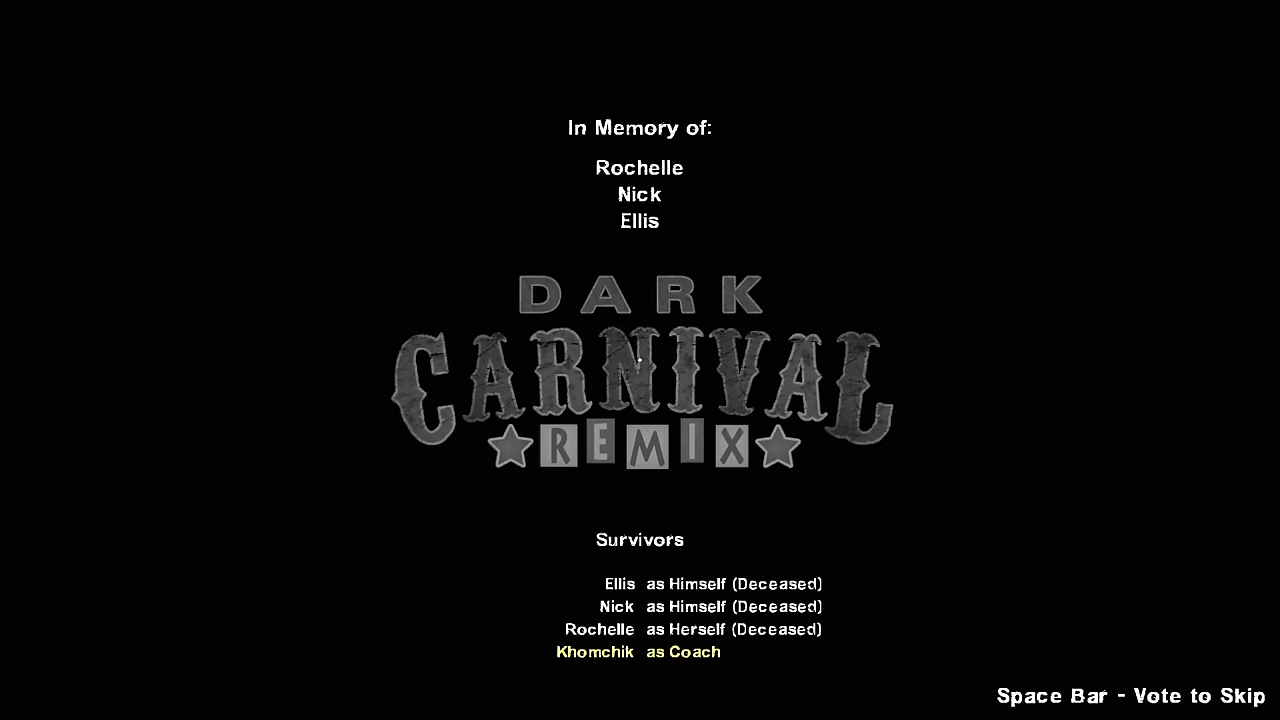 In Memory of:
Rochelle
Nick
Ellis
DARK
CARNIVAL
REMIX
Survivors
Ellis as Himself (Deceased)
Nick as Himself (Deceased)
Rochelle as Herself (Deceased)
Khomchik as Coach
Space Bar - Vote to Skip